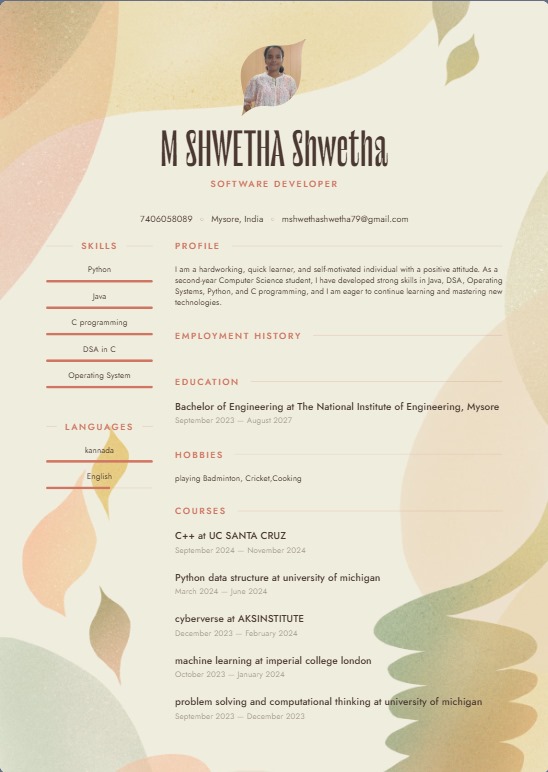 M SHWETHA Shwetha
SOFTWARE DEVELOPER
7406058089 Mysore, India mshwethashwetha79@gmail.com
SKILLS
Python
Java
C programming
DSA in C
Operating System
LANGUAGES
kannada
English
PROFILE
I am a hardworking, quick learner, and self-motivated individual with a positive attitude. As a
second-year Computer Science student, I have developed strong skills in Java, DSA, Operating
Systems, Python, and C programming, and I am eager to continue learning and mastering new
technologies.
EMPLOYMENT HISTORY
EDUCATION
Bachelor of Engineering at The National Institute of Engineering, Mysore
September 2023 — August 2027
HOBBIES
playing Badminton, Cricket,Cooking
COURSES
C++ at UC SANTA CRUZ
September 2024 — November 2024
Python data structure at university of michigan
March 2024 — June 2024
cyberverse at AKSINSTITUTE
December 2023 — February 2024
machine learning at imperial college london
October 2023 — January 2024
problem solving and computational thinking at university of michigan
September 2023 — December 2023